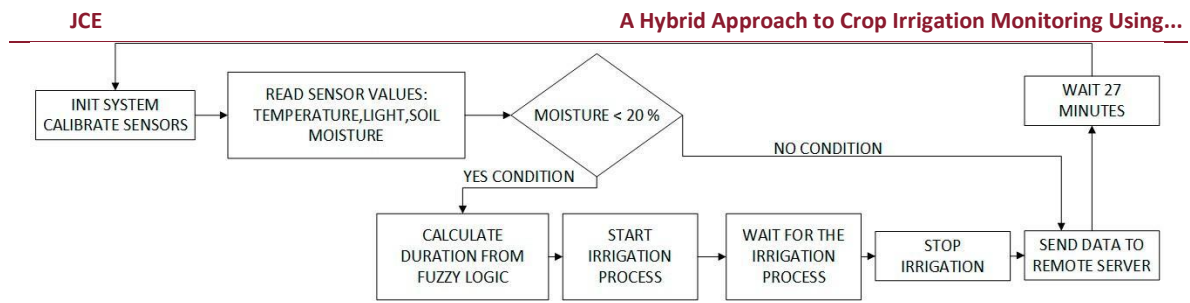 JCE
A Hybrid Approach to Crop Irrigation Monitoring Using...
INIT SYSTEM
CALIBRATE SENSORS
READ SENSOR VALUES:
TEMPERATURE,LIGHT,SOIL
MOISTURE
MOISTURE < 20 %
WAIT 27
MINUTES
NO CONDITION
YES CONDITION
CALCULATE
DURATION FROM
FUZZY LOGIC
START
IRRIGATION
PROCESS
WAIT FOR THE
IRRIGATION
PROCESS
STOP
IRRIGATION
SEND DATA TO
REMOTE SERVER